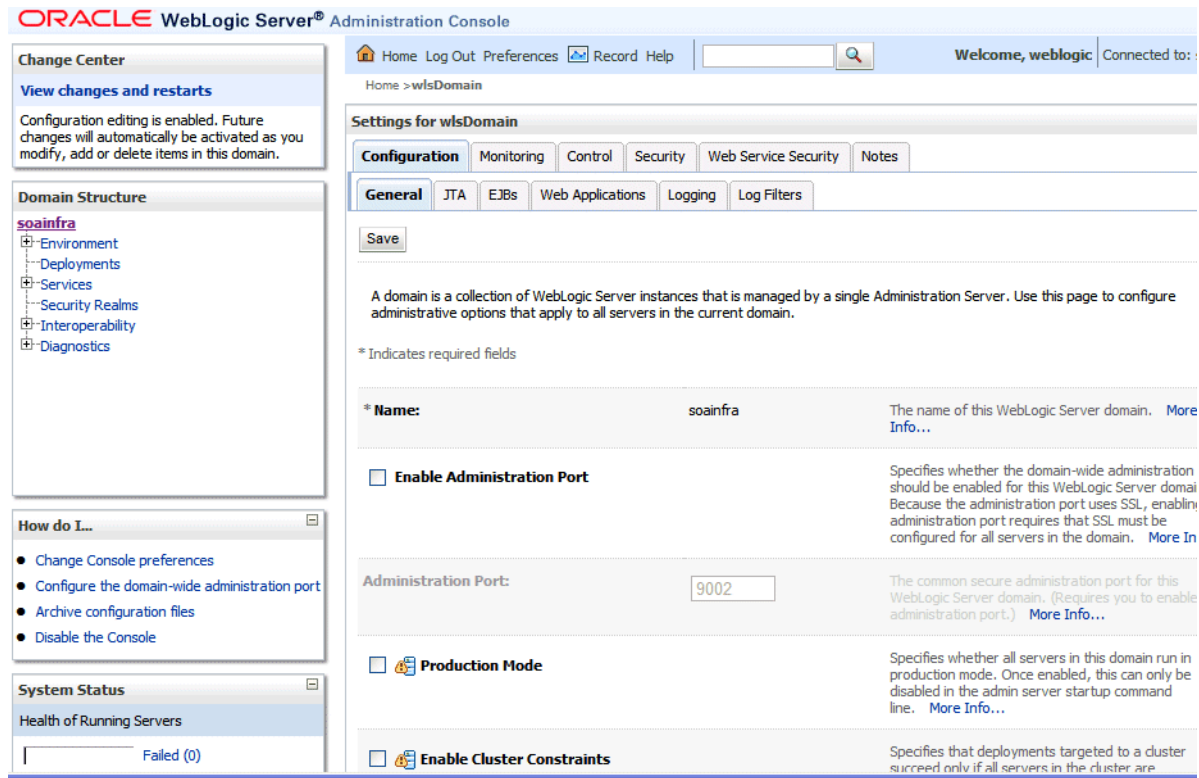 ORACLE WebLogic Server® Administration Console
Change Center
View changes and restarts
Configuration editing is enabled. Future
changes will automatically be activated as you
modify, add or delete items in this domain.
Domain Structure
soainfra
Environment
Deployments
Services
Security Realms
Interoperability
Diagnostics
How do I...
Change Console preferences
Configure the domain-wide administration port
Archive configuration files
Disable the Console
System Status
Health of Running Servers
Failed (0)
Home Log Out Preferences Record Help
Welcome, weblogic Connected to: s
Home >wlsDomain
Settings for wlsDomain
Configuration Monitoring Control Security Web Service Security Notes
General JTA EJBs Web Applications Logging Log Filters
Save
A domain is a collection of WebLogic Server instances that is managed by a single Administration Server. Use this page to configure
administrative options that apply to all servers in the current domain.
* Indicates required fields
* Name: soainfra
The name of this WebLogic Server domain. More
Info...
Enable Administration Port
Specifies whether the domain-wide administration
should be enabled for this WebLogic Server domai
Because the administration port uses SSL, enabling
administration port requires that SSL must be
configured for all servers in the domain. More In
Administration Port: 9002
The common secure administration port for this
WebLogic Server domain. (Requires you to enable
administration port.) More Info...
Production Mode
Specifies whether all servers in this domain run in
production mode. Once enabled, this can only be
disabled in the admin server startup command
line. More Info...
Enable Cluster Constraints
Specifies that deployments targeted to a cluster
succeed only if all servers in the cluster are